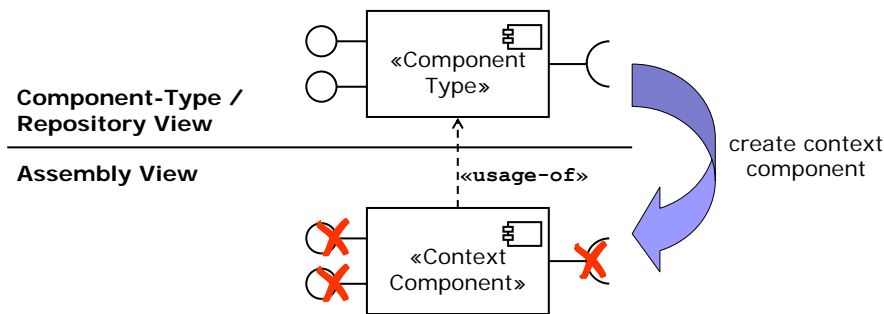 «Component
Type»
Component-Type /
Repository View
create context
component
Assembly View
«usage-of»
«Context
Component»